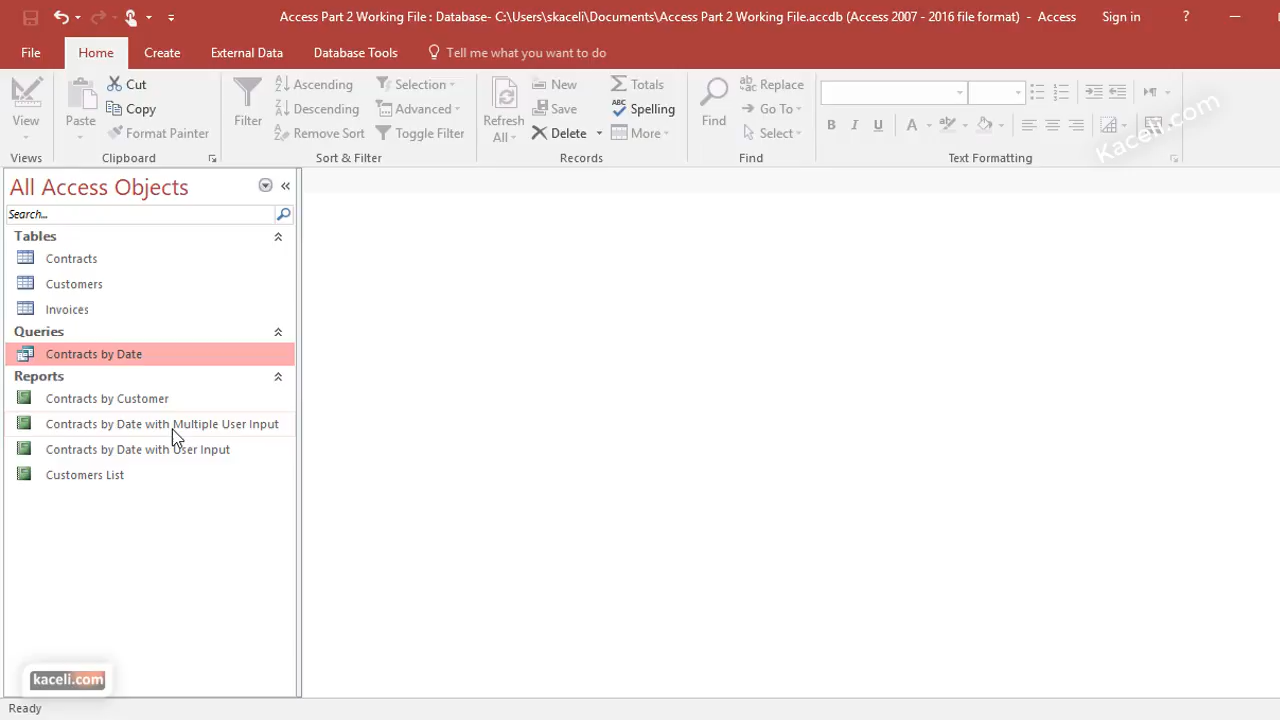 Access Part 2 Working File : Database- C:\Users\skaceli\Documents\Access Part 2 Working File.accdb (Access 2007 - 2016 file format) - Access
Sign in
?
File
Home
Create
External Data
Database Tools
Tell me what you want to do
View
Views
Paste
Cut
Copy
Format Painter
Clipboard
Filter
Ascending
Descending
Remove Sort
Selection
Advanced
Toggle Filter
Sort & Filter
Refresh
All
New
Save
Delete
Totals
Spelling
More
Records
Find
Replace
Go To
Select
Find
B I U A
Text Formatting
Kaceli.com
All Access Objects
Search...
Tables
Contracts
Customers
Invoices
Queries
Contracts by Date
Reports
Contracts by Customer
Contracts by Date with Multiple User Input
Contracts by Date with User Input
Customers List
kaceli.com
Ready